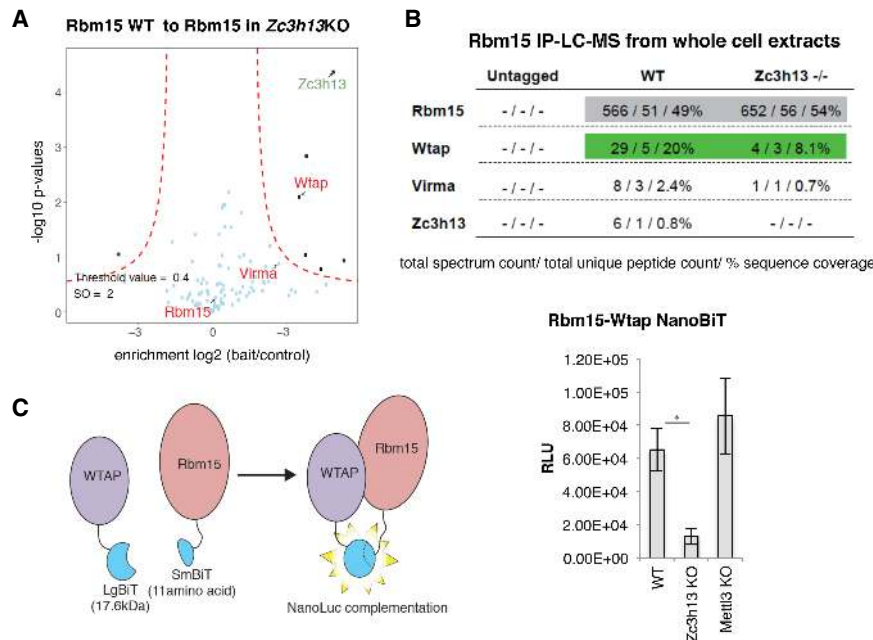 A
Rbm15 WT to Rbm15 in Zc3h13KO
4
3
2
1
0
-log10 p-values
Zc3h13
Wtap
Virma
Rbm15
Threshold value = 0.4
SO = 2
−3
0
−3
enrichment log2 (bait/control)
B
Rbm15 IP-LC-MS from whole cell extracts
Untagged WT Zc3h13 -/-
Rbm15 - / - / - 566 / 51 / 49% 652 / 56 / 54%
Wtap - / - / - 29 / 5 / 20% 4 / 3 / 8.1%
Virma - / - / - 8 / 3 / 2.4% 1 / 1 / 0.7%
Zc3h13 - / - / - 6 / 1 / 0.8% - / - / -
total spectrum count/ total unique peptide count/ % sequence coverage
C
WTAP
Rbm15
LgBiT
(17.6kDa)
SmBiT
(11amino acid)
WTAP
Rbm15
NanoLuc complementation
Rbm15-Wtap NanoBiT
1.20E+05
1.00E+05
8.00E+04
6.00E+04
4.00E+04
2.00E+04
0.00E+00
RLU
*
WT
Zc3h13 KO
Mettl3 KO